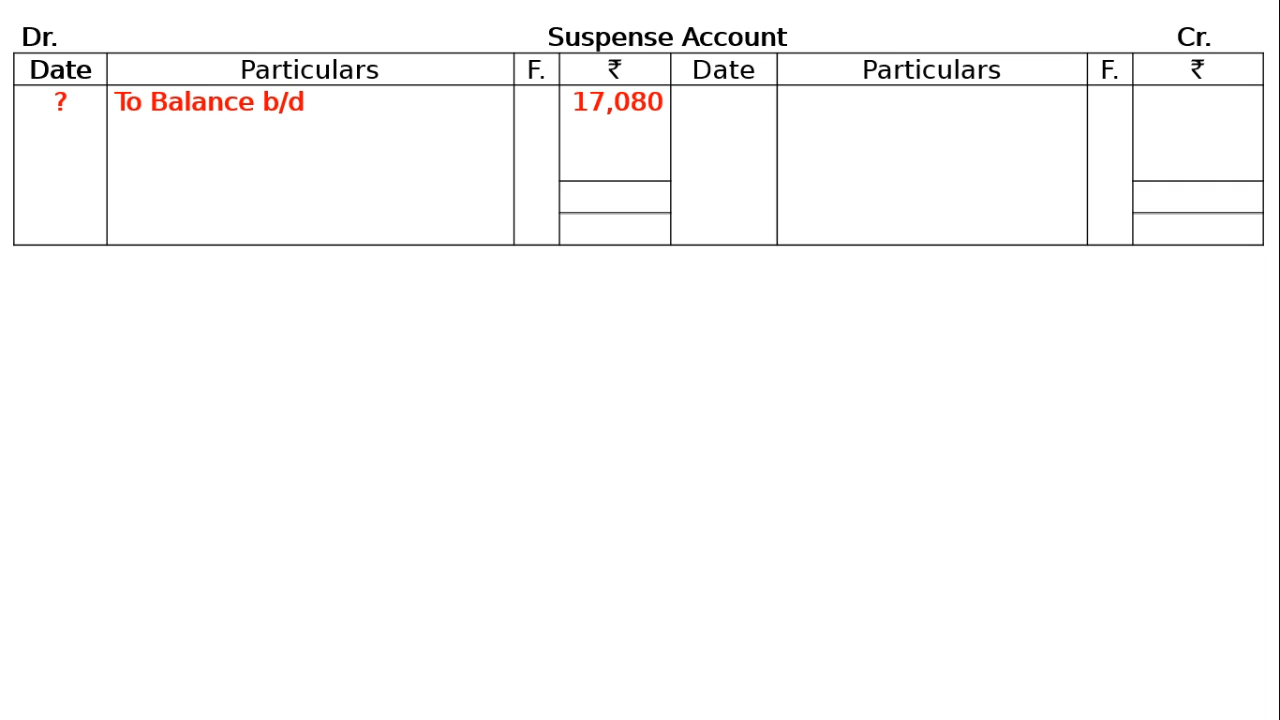 Dr. Suspense Account Cr.
Date Particulars F. ₹ Date Particulars F. ₹
? To Balance b/d 17,080